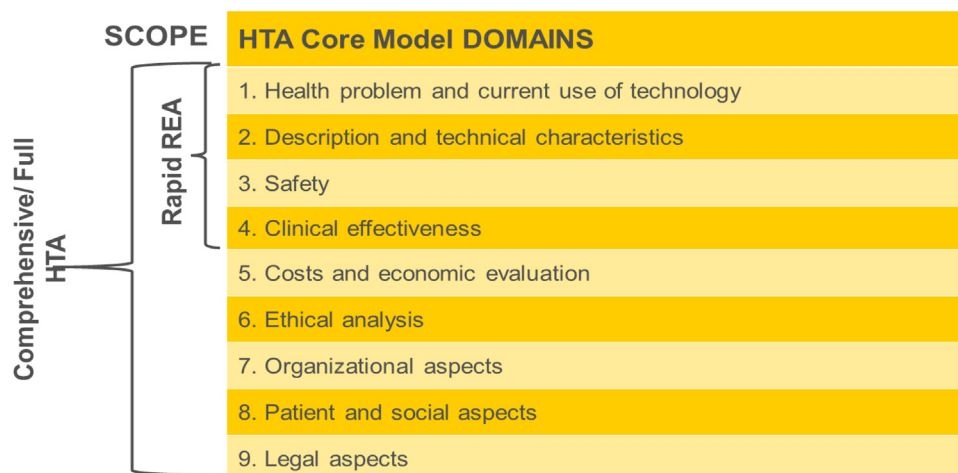 SCOPE
HTA Core Model DOMAINS
Comprehensive/ Full
HTA
Rapid REA
1. Health problem and current use of technology
2. Description and technical characteristics
3. Safety
4. Clinical effectiveness
5. Costs and economic evaluation
6. Ethical analysis
7. Organizational aspects
8. Patient and social aspects
9. Legal aspects